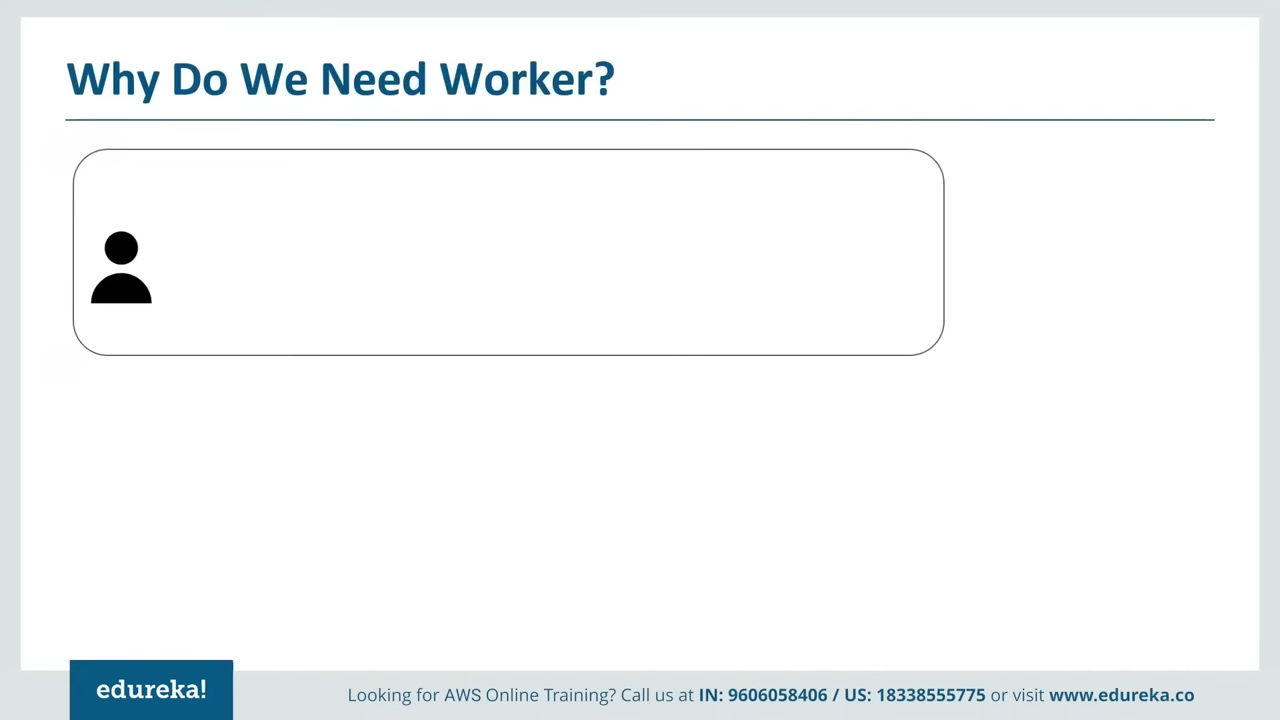 Why Do We Need Worker?
edureka!
Looking for AWS Online Training? Call us at IN: 9606058406 / US: 18338555775 or visit www.edureka.co